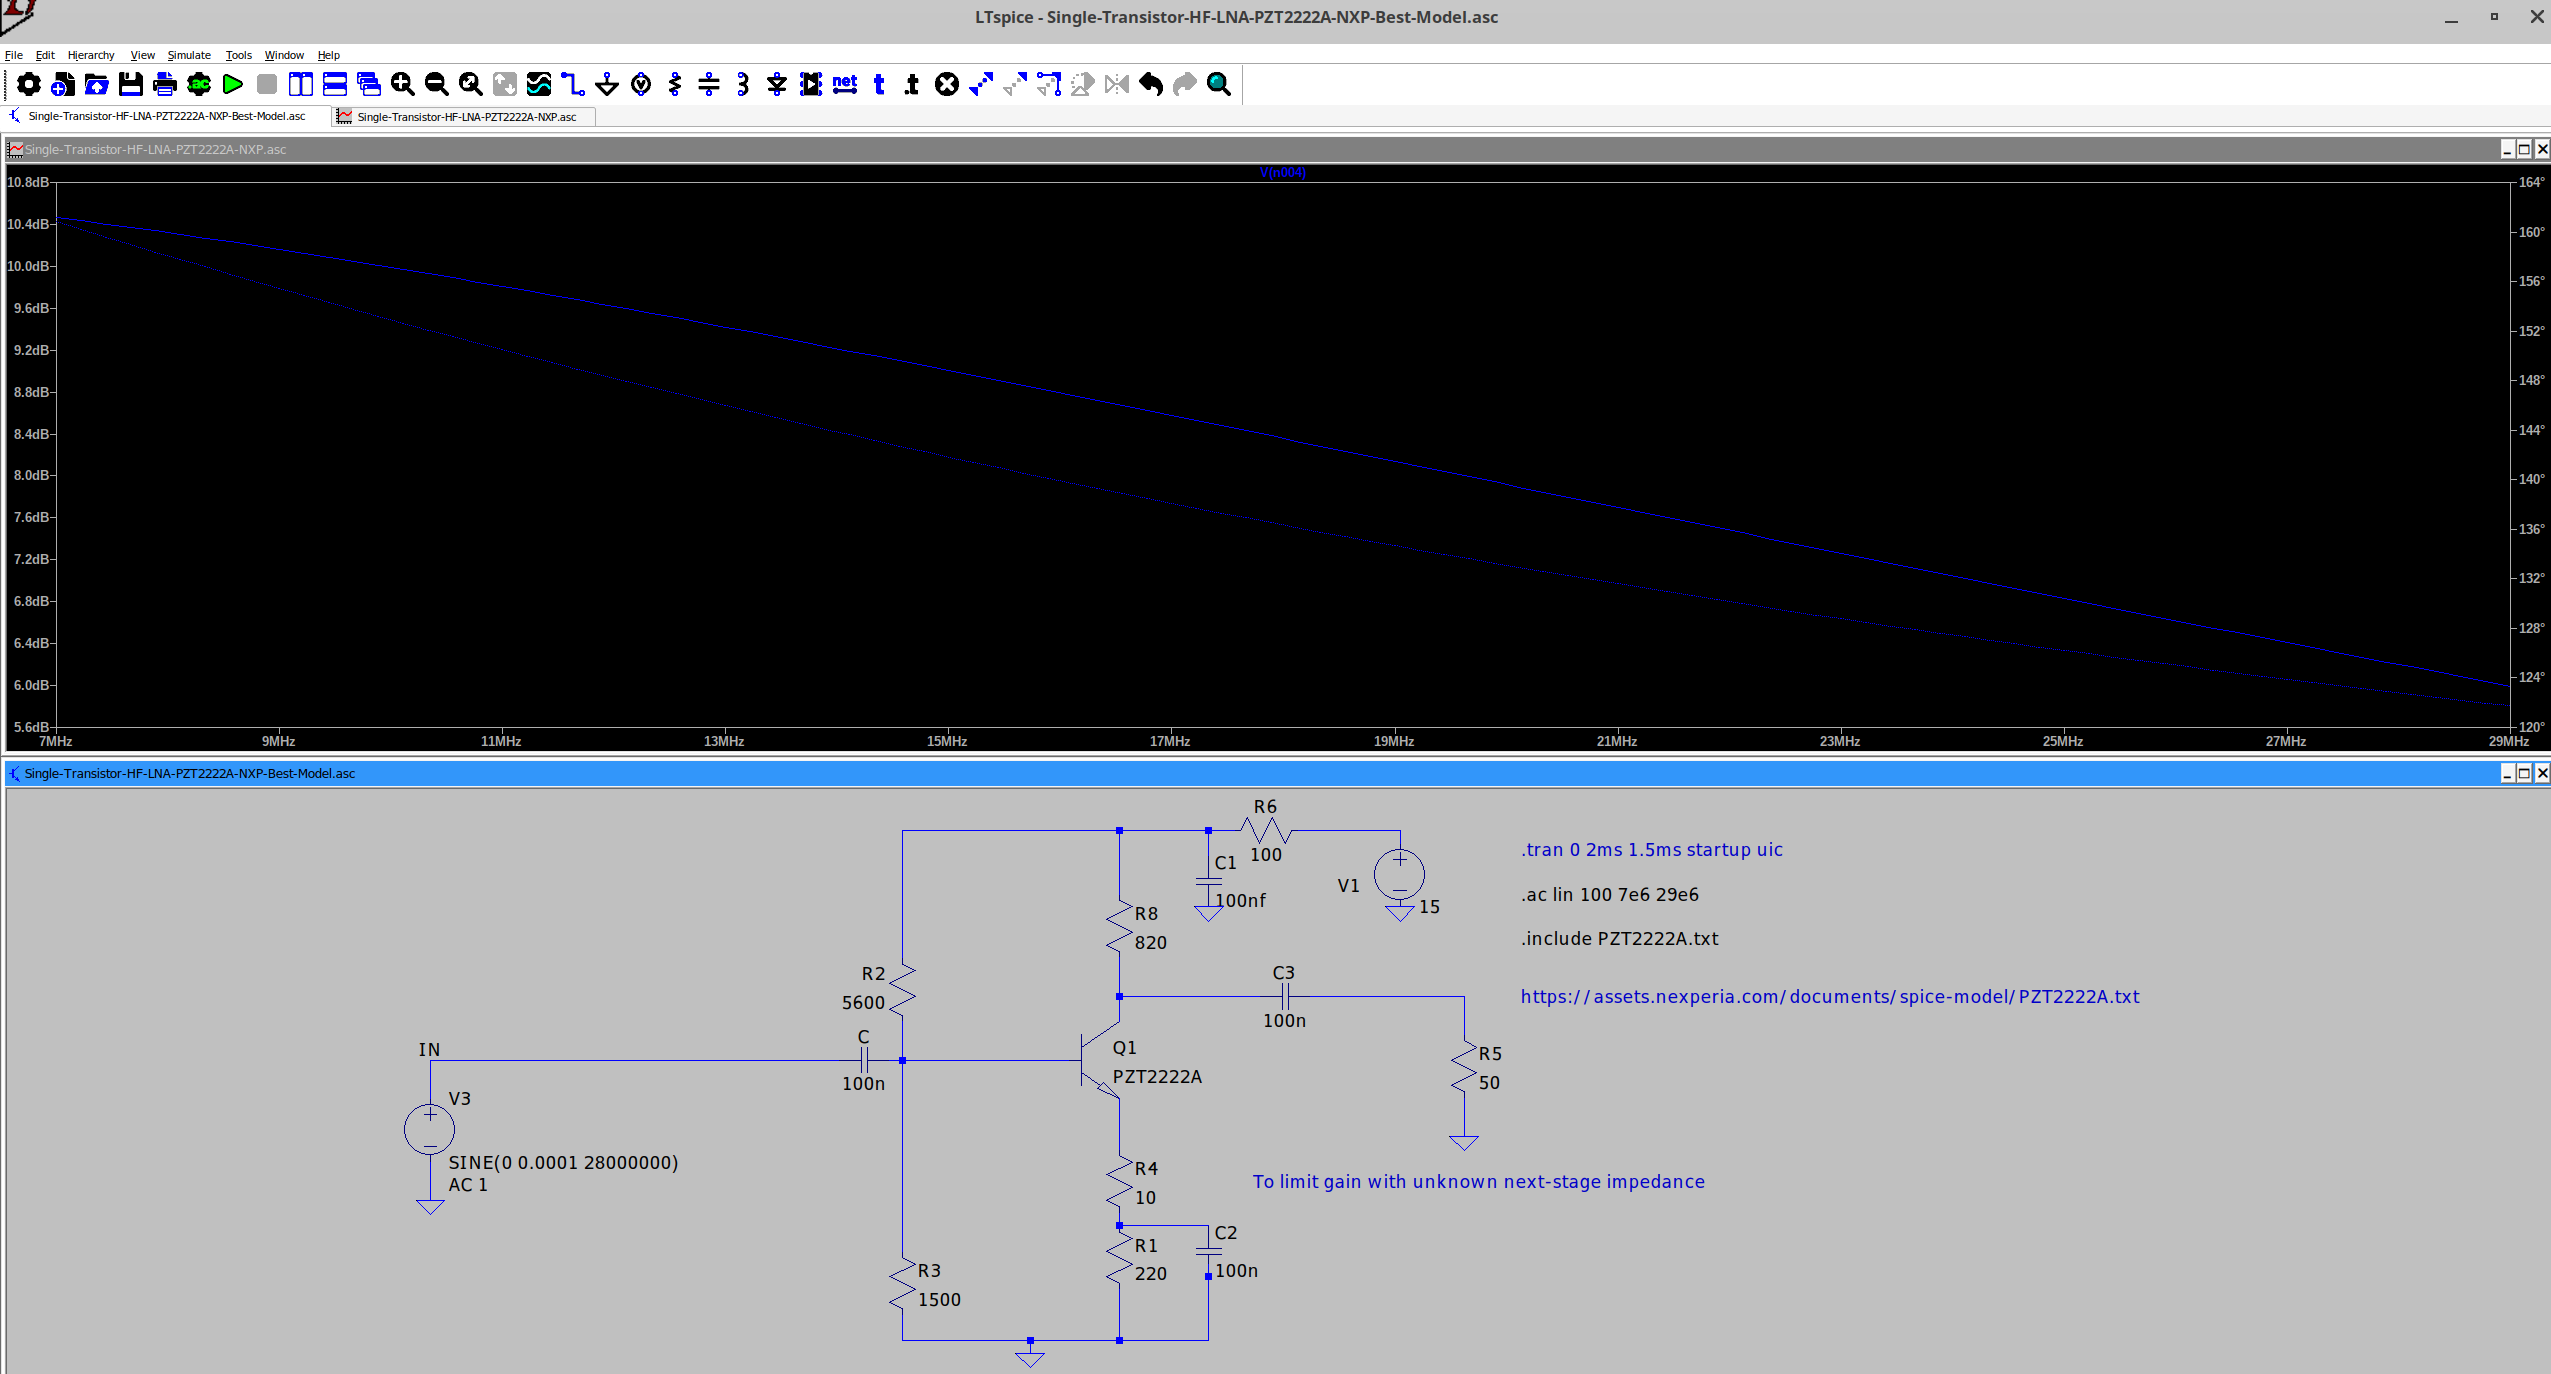 LTspice - Single-Transistor-HF-LNA-PZT2222A-NXP-Best-Model.asc
File Edit Hierarchy View Simulate Tools Window Help
.ac net t .t
Single-Transistor-HF-LNA-PZT2222A-NXP-Best-Model.asc Single-Transistor-HF-LNA-PZT2222A-NXP.asc
Single-Transistor-HF-LNA-PZT2222A-NXP.asc
V(n004)
10.8dB 164°
10.4dB 160°
10.0dB 156°
9.6dB 152°
9.2dB 148°
8.8dB 144°
8.4dB 140°
8.0dB 136°
7.6dB 132°
7.2dB 128°
6.8dB 124°
6.4dB 120°
6.0dB
5.6dB
7MHz 9MHz 11MHz 13MHz 15MHz 17MHz 19MHz 21MHz 23MHz 25MHz 27MHz 29MHz
Single-Transistor-HF-LNA-PZT2222A-NXP-Best-Model.asc
R6
100
C1
100nf
V1
15
.tran 0 2ms 1.5ms startup uic
.ac lin 100 7e6 29e6
.include PZT2222A.txt
https://assets.nexperia.com/documents/spice-model/PZT2222A.txt
R8
820
R2
5600
C3
100n
IN
C
100n
Q1
PZT2222A
R5
50
V3
SINE(0 0.0001 28000000)
AC 1
R4
10
To limit gain with unknown next-stage impedance
R1
220
C2
100n
R3
1500